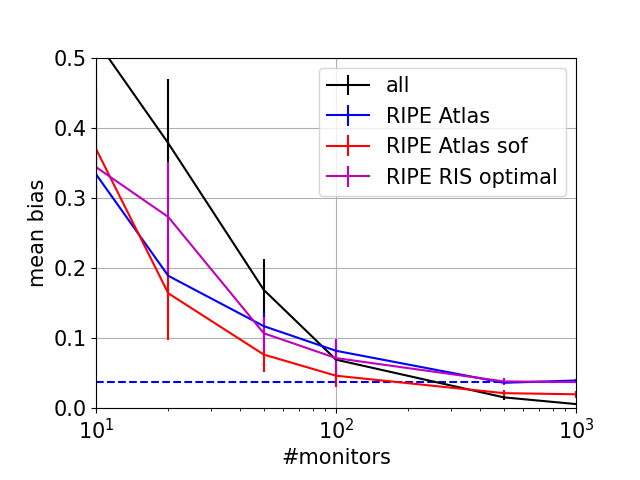 0.5
0.4
0.3
0.2
0.1
0.0
mean bias
10^1
10^2
10^3
#monitors
all
RIPE Atlas
RIPE Atlas sof
RIPE RIS optimal